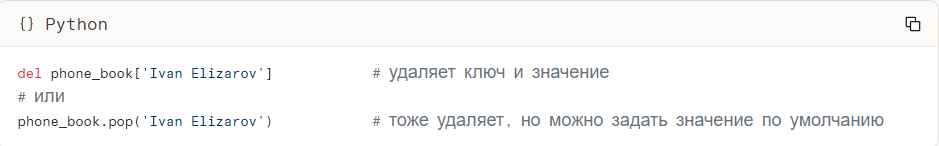 {} Python
del phone_book['Ivan Elizarov'] # удаляет ключ и значение
# или
phone_book.pop('Ivan Elizarov') # тоже удаляет, но можно задать значение по умолчанию